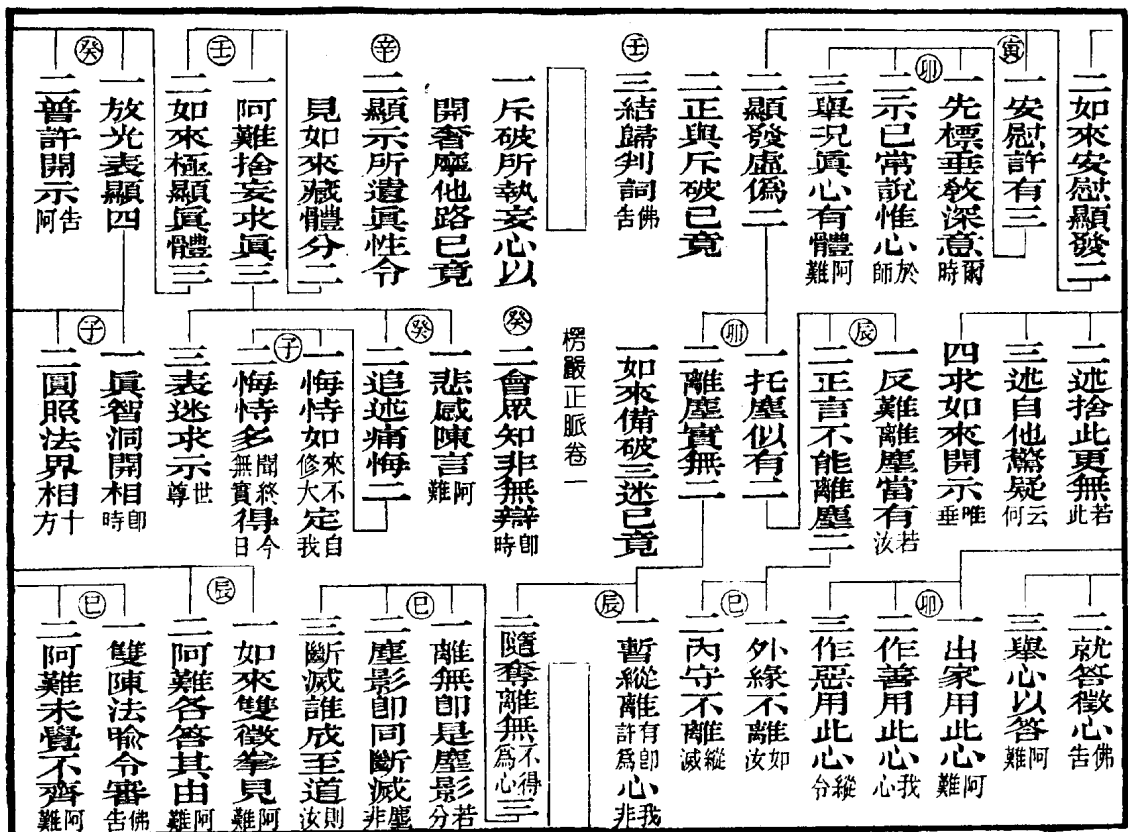 二如來安慰顯發二
寅
一安慰許有三
卯
一先標垂教深意爾時
二示已常說惟心於師
三舉況眞心有體阿難
二顯發虛偽二
二正與斥破已竟
壬
三結歸判詞佛告
一斥破所執妄心以
開奢摩他路已竟
辛
二顯示所遺眞性令
見如來藏體分二
壬
一阿難捨妄求眞三
二如來極顯眞體三
癸
一放光表顯四
二普許開示告阿
二述捨此更無若此
三述自他驚疑云何
四求如來開示唯垂
辰
一反難離塵當有若汝
二正言不能離塵二
卯
一托塵似有二
二離塵實無二
一如來備破三迷已竟
楞嚴正脈卷一
癸
二會眾知非無辯卽時
癸
一悲感陳言阿難
二追述痛悔二
子
一悔恃如來不自修大定我
二悔恃多聞終無實得今日
三表迷求示世尊
子
一眞智洞開相卽時
二圓照法界相十方
二就答徵心佛告
三舉心以答阿難
卯
一出家用此心阿難
二作善用此心我心
三作惡用此心縱令
巳
一外緣不離如汝
二內守不離縱滅
辰
一暫縱離有卽許爲心我非
二隨奪離無不得爲心三
巳
一離無卽是塵影若分
二塵影卽同斷滅塵非
三斷滅誰成至道則汝
辰
一如來雙徵拳見阿難
二阿難各答其由阿難
巳
一雙陳法喻令審佛告
二阿難未覺不齊阿難